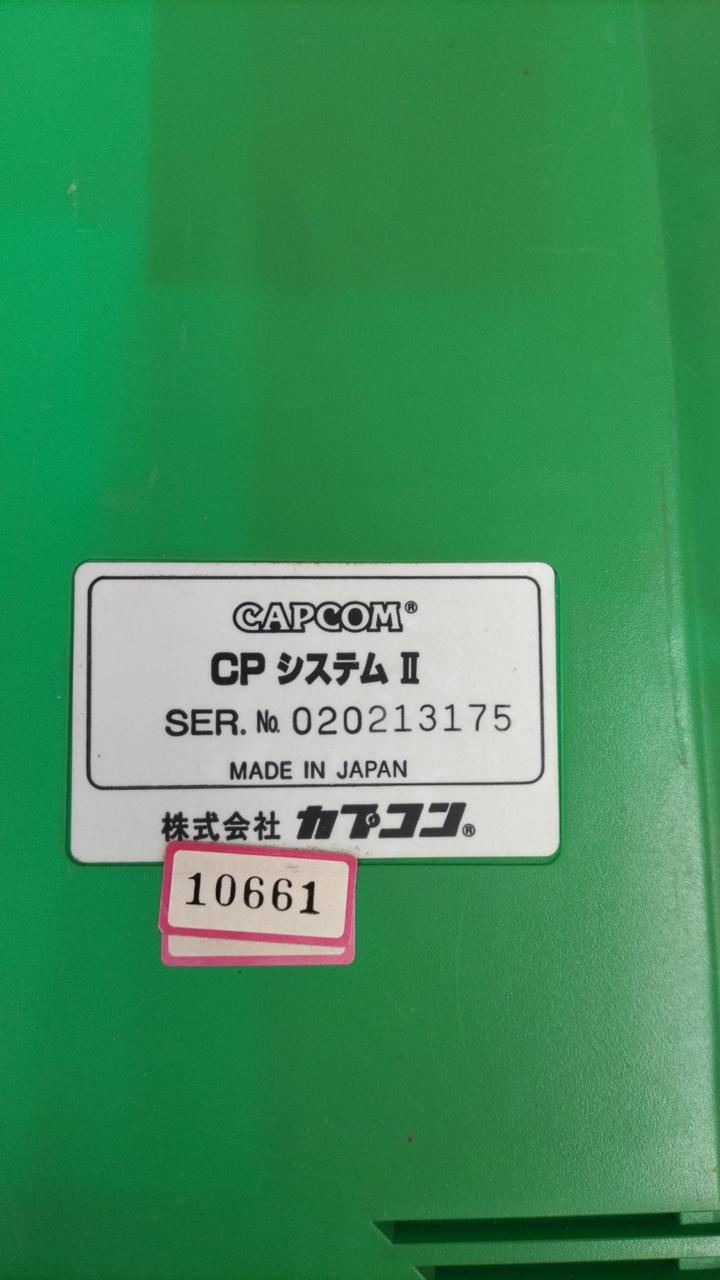 CAPCOM®
CP システム II
SER. No. 020213175
MADE IN JAPAN
株式会社 カプコン®
10661